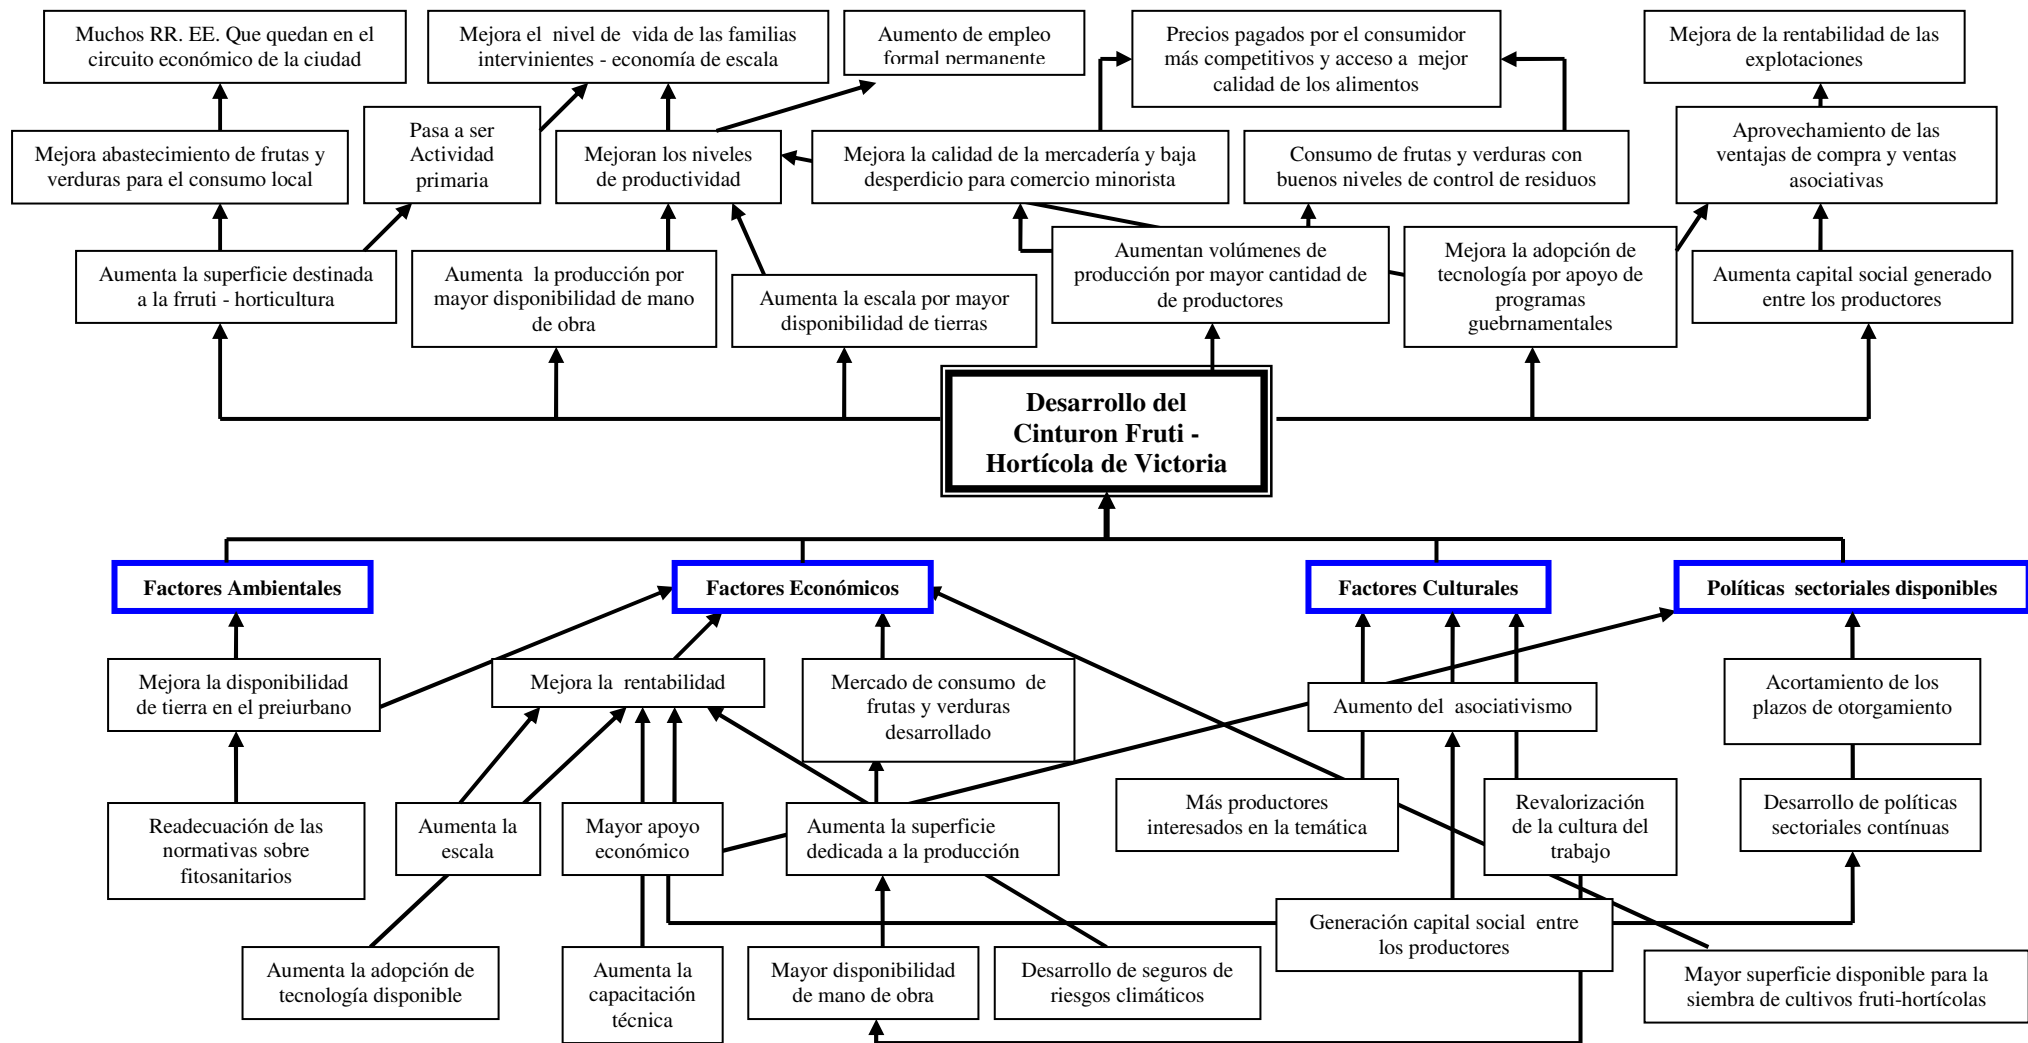 Muchos RR. EE. Que quedan en el
circuito económico de la ciudad
Mejora el nivel de vida de las familias
intervinientes - economía de escala
Aumento de empleo
formal permanente
Precios pagados por el consumidor
más competitivos y acceso a mejor
calidad de los alimentos
Mejora de la rentabilidad de las
explotaciones
Mejora abastecimiento de frutas y
verduras para el consumo local
Pasa a ser
Actividad
primaria
Mejoran los niveles
de productividad
Mejora la calidad de la mercadería y baja
desperdicio para comercio minorista
Consumo de frutas y verduras con
buenos niveles de control de residuos
Aprovechamiento de las
ventajas de compra y ventas
asociativas
Aumenta la superficie destinada
a la frruti - horticultura
Aumenta la producción por
mayor disponibilidad de mano
de obra
Aumenta la escala por mayor
disponibilidad de tierras
Aumentan volúmenes de
producción por mayor cantidad de
de productores
Mejora la adopción de
tecnología por apoyo de
programas
guebrnamentales
Aumenta capital social generado
entre los productores
Desarrollo del
Cinturon Fruti -
Hortícola de Victoria
Factores Ambientales
Factores Económicos
Factores Culturales
Políticas sectoriales disponibles
Mejora la disponibilidad
de tierra en el preiurbano
Mejora la rentabilidad
Mercado de consumo de
frutas y verduras
desarrollado
Aumento del asociativismo
Acortamiento de los
plazos de otorgamiento
Readecuación de las
normativas sobre
fitosanitarios
Aumenta la
escala
Mayor apoyo
económico
Aumenta la superficie
dedicada a la producción
Más productores
interesados en la temática
Revalorización
de la cultura del
trabajo
Desarrollo de políticas
sectoriales contínuas
Aumenta la adopción de
tecnología disponible
Aumenta la
capacitación
técnica
Mayor disponibilidad
de mano de obra
Desarrollo de seguros de
riesgos climáticos
Generación capital social entre
los productores
Mayor superficie disponible para la
siembra de cultivos fruti-hortícolas